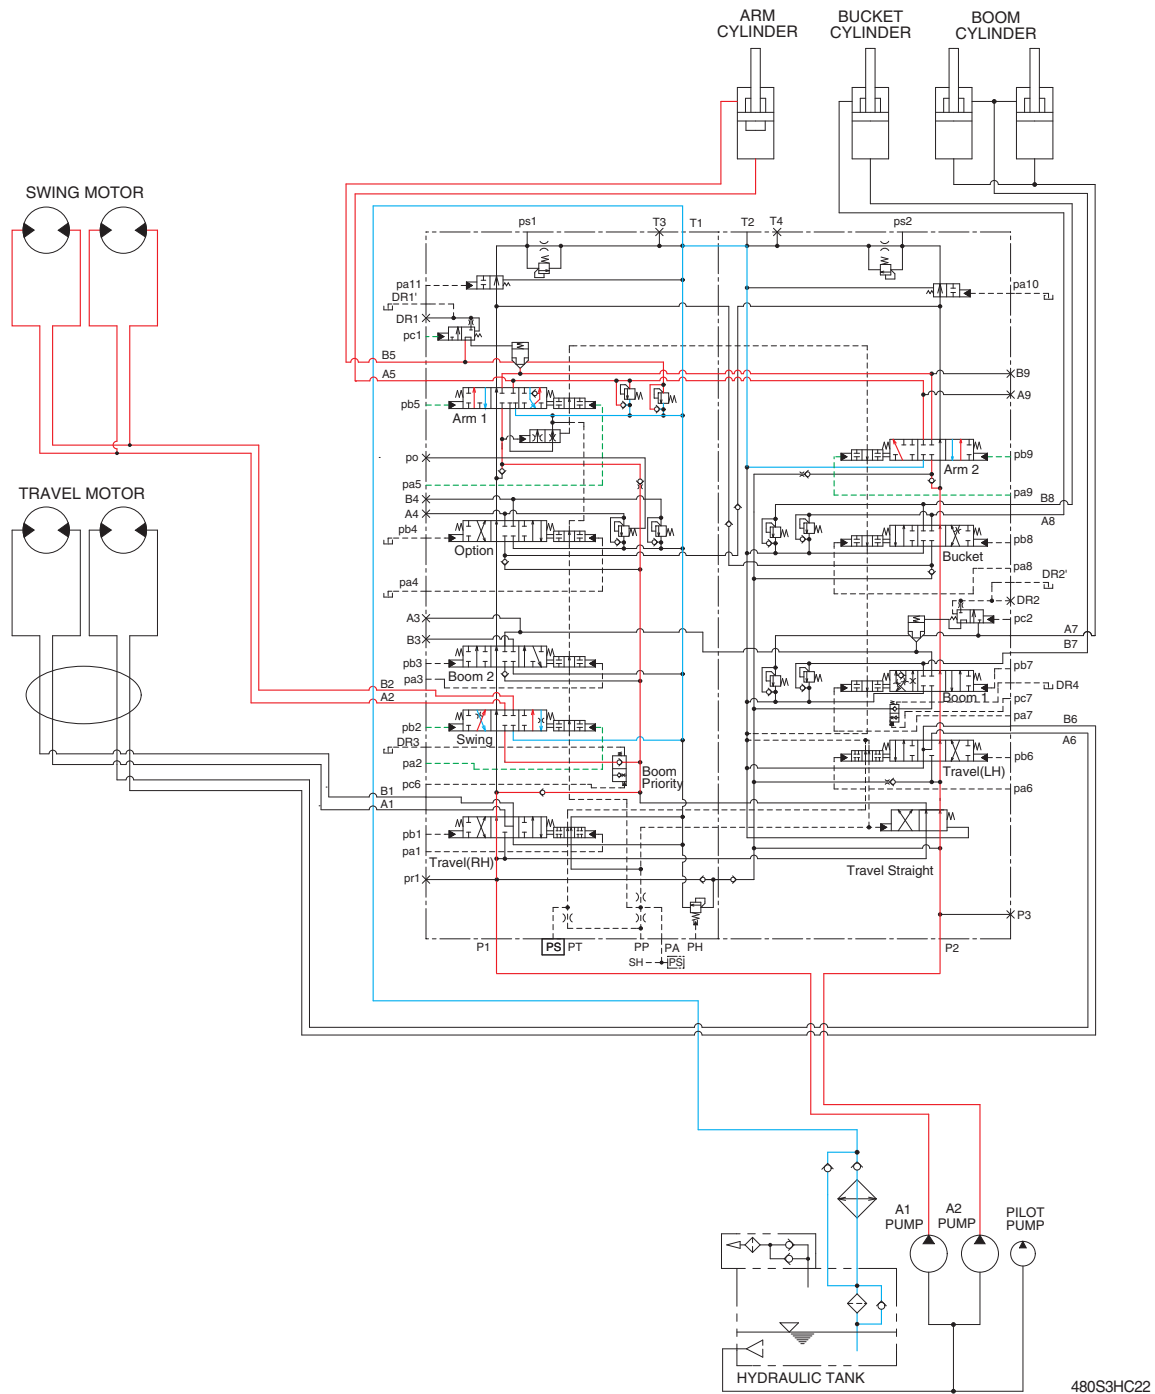 ARM
CYLINDER
BUCKET
CYLINDER
BOOM
CYLINDER
SWING MOTOR
ps1
T3
T1
T2
T4
ps2
pa11
DR1'
DR1
pc1
pa10
B5
A5
B9
A9
pb5
Arm 1
po
pa5
pb9
Arm 2
pa9
TRAVEL MOTOR
B4
A4
pb4
Option
B8
A8
pb8
Bucket
pa8
DR2'
DR2
pa4
A3
B3
pc2
A7
B7
pb3
pa3
Boom 2
pb7
DR4
Boom 1
pc7
pa7
B2
A2
pb2
Swing
B6
A6
DR3
pa2
pc6
Boom
Priority
pb6
Travel(LH)
pa6
B1
A1
pb1
pa1
Travel(RH)
Travel Straight
pr1
P3
P1
PS
PT
PP
PA
PH
P2
SH
PS
A1
PUMP
A2
PUMP
PILOT
PUMP
HYDRAULIC TANK
480S3HC22